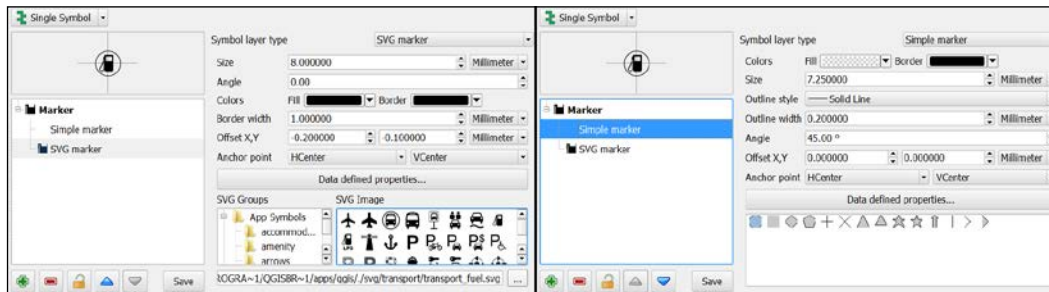 Single Symbol
Symbol layer type SVG marker
Size 8.000000 Millimeter
Angle 0.00
Colors Fill Border
Border width 1.000000 Millimeter
Offset X,Y -0.200000 -0.100000 Millimeter
Anchor point HCenter VCenter
Data defined properties...
Marker
Simple marker
SVG marker
SVG Groups SVG Image
App Symbols
accommod...
amenity
arrows
Save
ROGRA~1/QGISBR~1/apps/qgis/./svg/transport/transport_fuel.svg ...
Single Symbol
Symbol layer type Simple marker
Colors Fill Border
Size 7.250000 Millimeter
Outline style Solid Line
Outline width 0.200000 Millimeter
Angle 45.00 °
Offset X,Y 0.000000 0.000000 Millimeter
Anchor point HCenter VCenter
Data defined properties...
Marker
Simple marker
SVG marker
Save